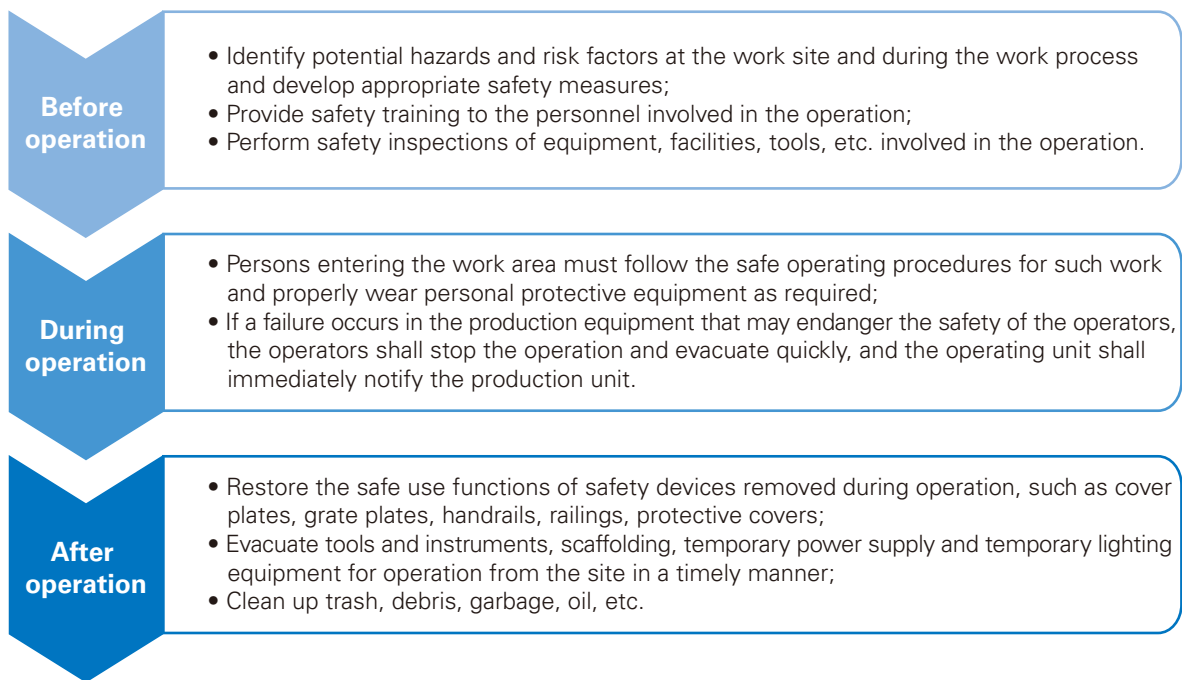 Before
operation
• Identify potential hazards and risk factors at the work site and during the work process
and develop appropriate safety measures;
• Provide safety training to the personnel involved in the operation;
• Perform safety inspections of equipment, facilities, tools, etc. involved in the operation.
During
operation
• Persons entering the work area must follow the safe operating procedures for such work
and properly wear personal protective equipment as required;
• If a failure occurs in the production equipment that may endanger the safety of the operators,
the operators shall stop the operation and evacuate quickly, and the operating unit shall
immediately notify the production unit.
After
operation
• Restore the safe use functions of safety devices removed during operation, such as cover
plates, grate plates, handrails, railings, protective covers;
• Evacuate tools and instruments, scaffolding, temporary power supply and temporary lighting
equipment for operation from the site in a timely manner;
• Clean up trash, debris, garbage, oil, etc.